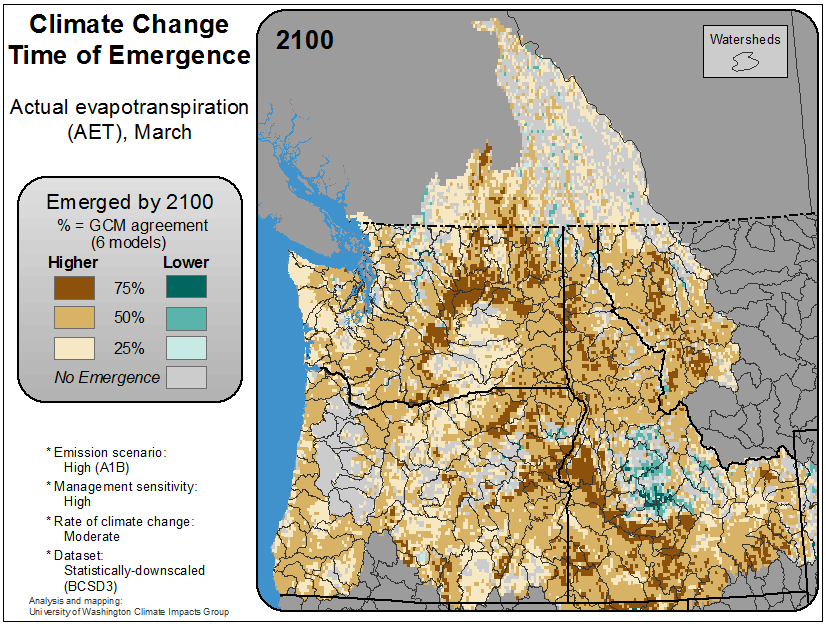 Climate Change
Time of Emergence
Actual evapotranspiration
(AET), March
Emerged by 2100
% = GCM agreement
(6 models)
Higher Lower
75%
50%
25%
No Emergence
* Emission scenario:
High (A1B)
* Management sensitivity:
High
* Rate of climate change:
Moderate
* Dataset:
Statistically-downscaled
(BCSD3)
Analysis and mapping:
University of Washington Climate Impacts Group
2100
Watersheds